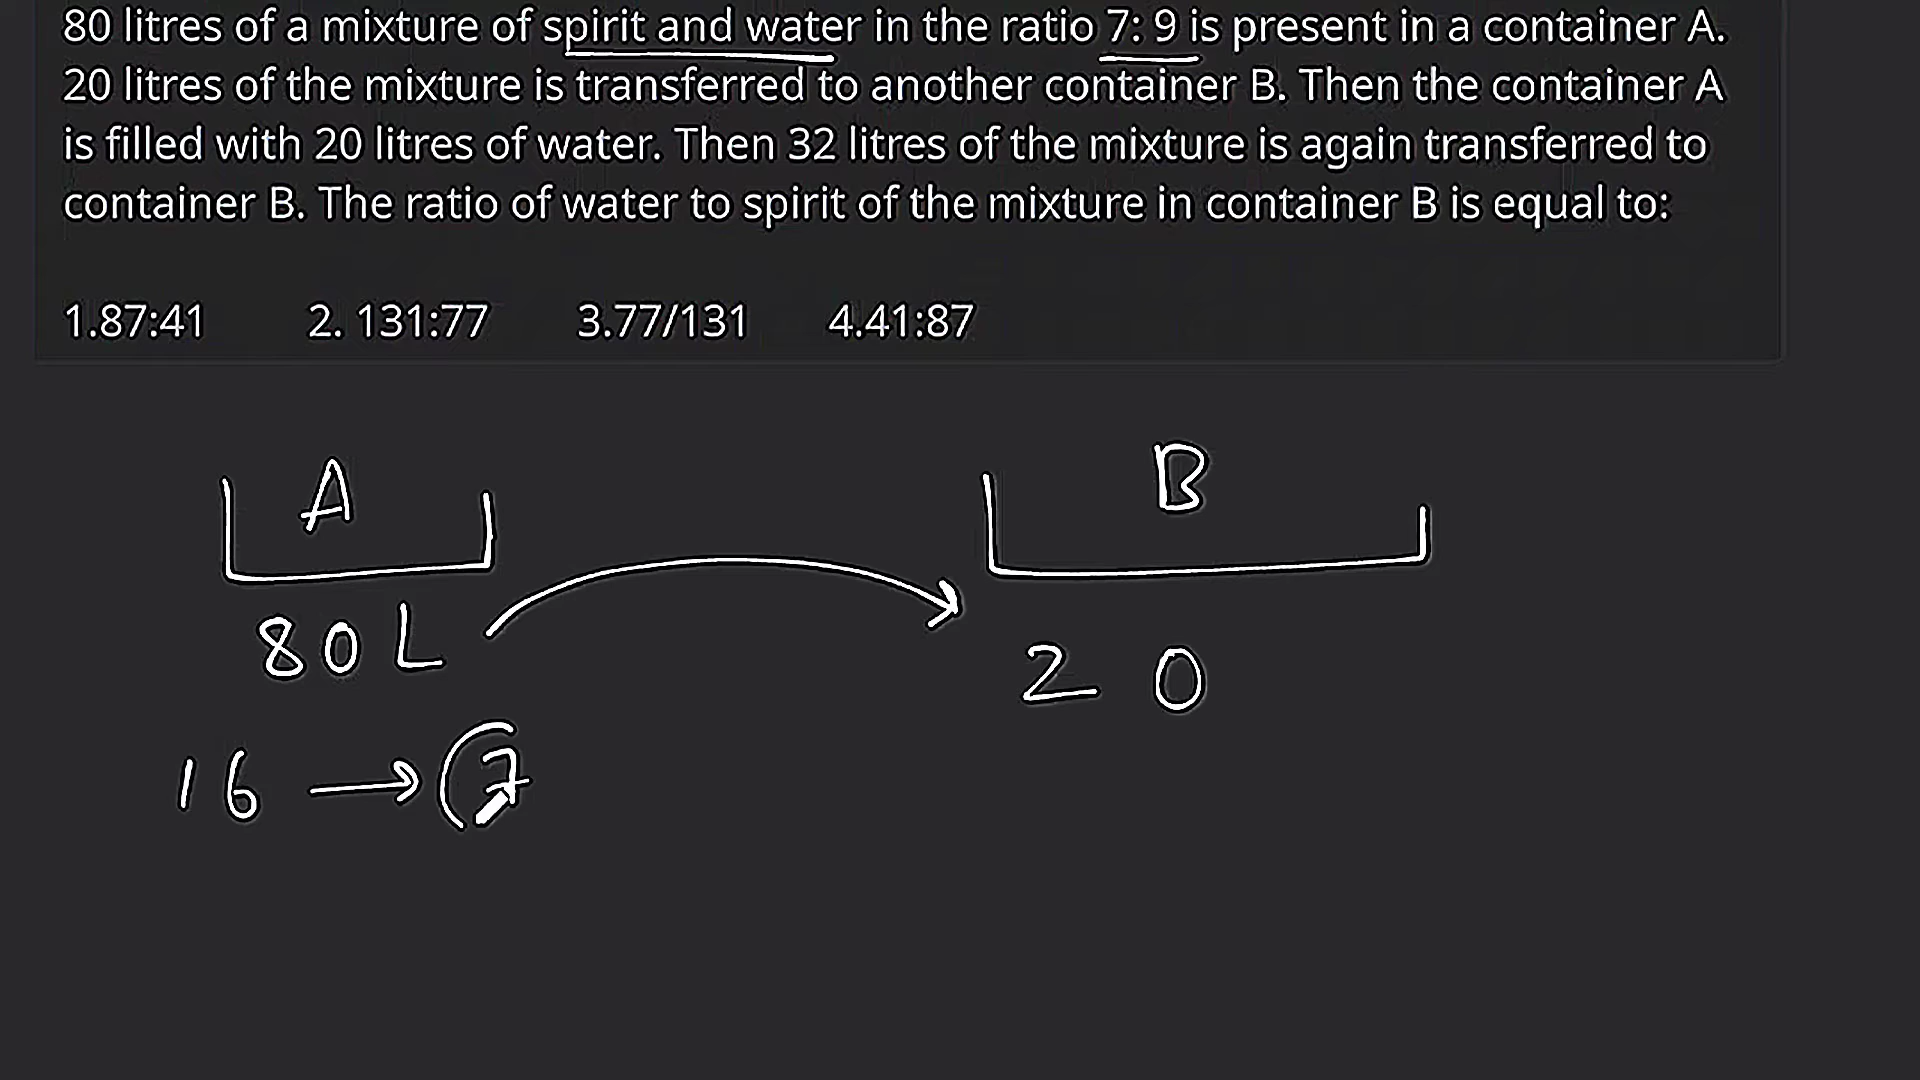 80 litres of a mixture of spirit and water in the ratio 7: 9 is present in a container A.
20 litres of the mixture is transferred to another container B. Then the container A
is filled with 20 litres of water. Then 32 litres of the mixture is again transferred to
container B. The ratio of water to spirit of the mixture in container B is equal to:
1.87:41 2. 131:77 3.77/131 4.41:87
A B
80 L 20
16 → (7